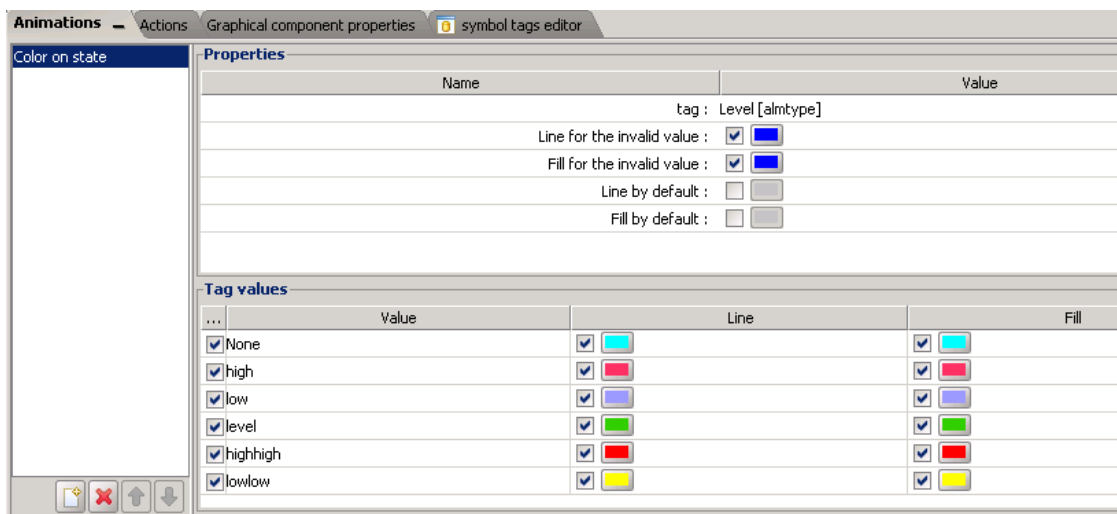 Animations Actions Graphical component properties symbol tags editor
Color on state
Properties
Name Value
tag : Level [almtype]
Line for the invalid value :
Fill for the invalid value :
Line by default :
Fill by default :
Tag values
... Value Line Fill
None
high
low
level
highhigh
lowlow